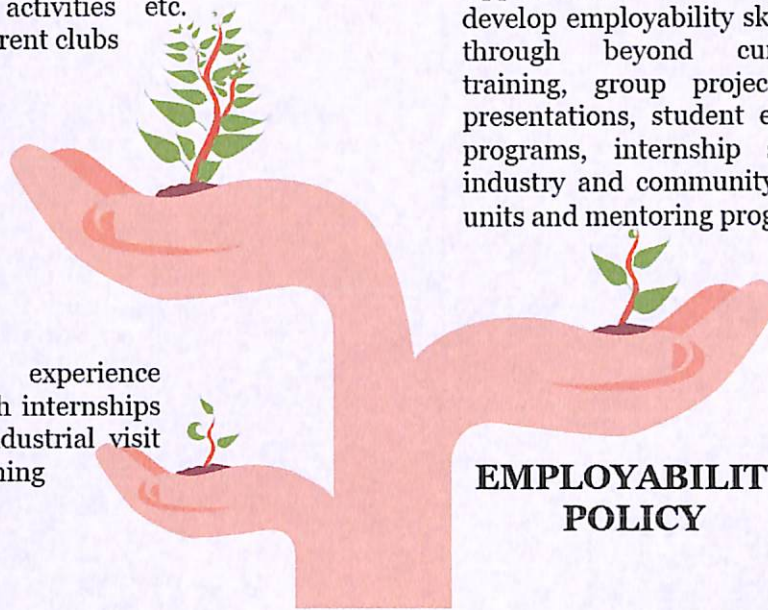 activities etc.
rent clubs
develop employability sk
through beyond cur
training, group projec
presentations, student e
programs, internship
industry and community
units and mentoring prog
experience
h internships
dustrial visit
ning
EMPLOYABILIT
POLICY